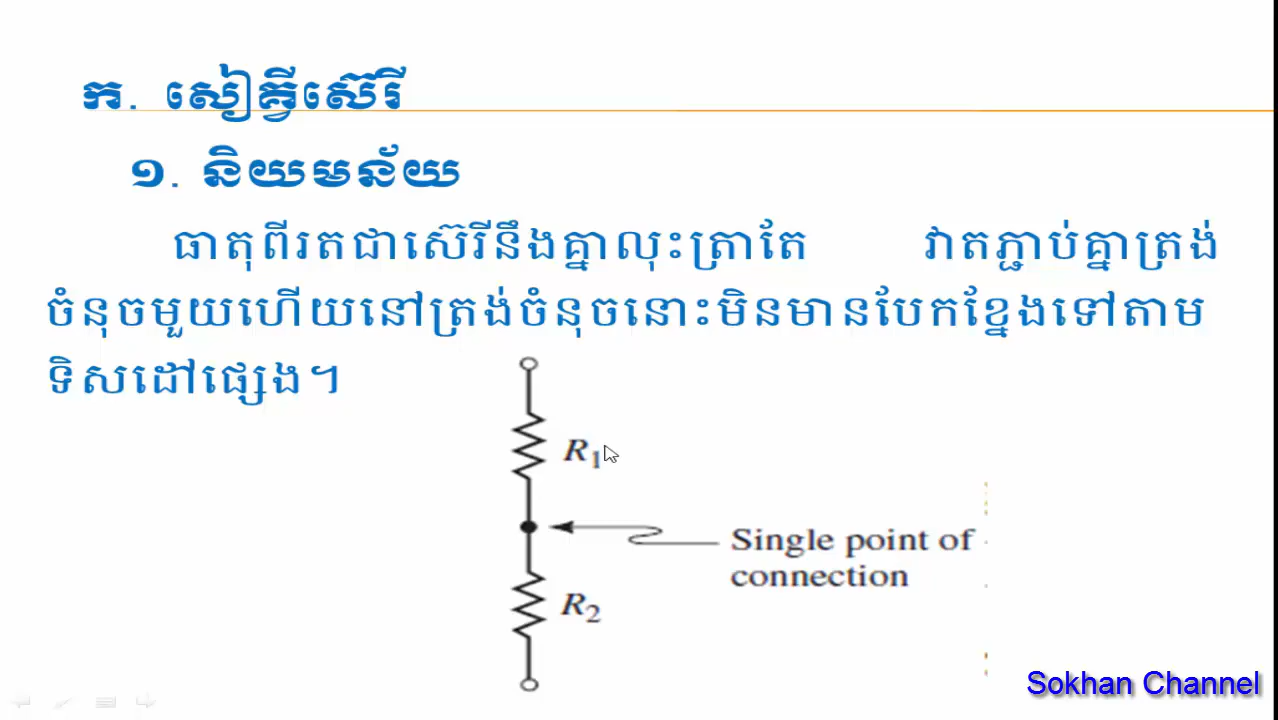 ក. សៀគ្វីស៊េរី
១. និយមន័យ
ធាតុពីរតជាស៊េរីនឹងគ្នាលុះត្រាតែ វាតភ្ជាប់គ្នាត្រង់
ចំនុចមួយហើយនៅត្រង់ចំនុចនោះមិនមានបែកខ្នែងទៅតាម
ទិសដៅផ្សេង។
R1
Single point of
connection
R2
Sokhan Channel